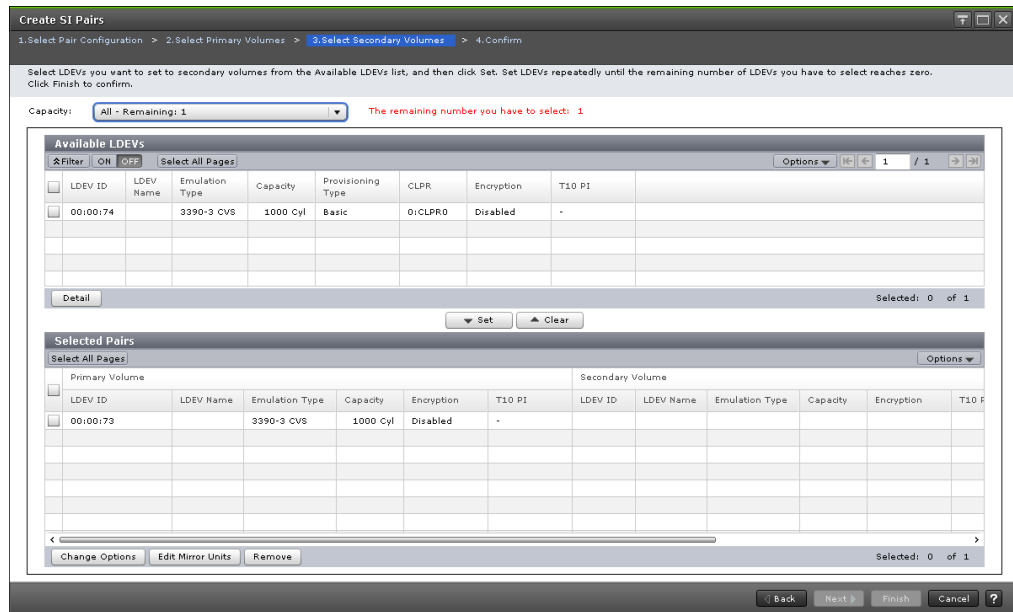 Create SI Pairs
1.Select Pair Configuration > 2.Select Primary Volumes > 3.Select Secondary Volumes > 4.Confirm
Select LDEVs you want to set to secondary volumes from the Available LDEVs list, and then click Set. Set LDEVs repeatedly until the remaining number of LDEVs you have to select reaches zero.
Click Finish to confirm.
Capacity: All - Remaining: 1 The remaining number you have to select: 1
Available LDEVs
Filter ON OFF Select All Pages Options 1 / 1
LDEV ID LDEV Name Emulation Type Capacity Provisioning Type CLPR Encryption T10 PI
00:00:74 3390-3 CVS 1000 Cyl Basic 0:CLPR0 Disabled -
Detail Selected: 0 of 1
Set Clear
Selected Pairs
Select All Pages Options
Primary Volume Secondary Volume
LDEV ID LDEV Name Emulation Type Capacity Encryption T10 PI LDEV ID LDEV Name Emulation Type Capacity Encryption T10 P
00:00:73 3390-3 CVS 1000 Cyl Disabled -
Change Options Edit Mirror Units Remove Selected: 0 of 1
Back Next Finish Cancel ?